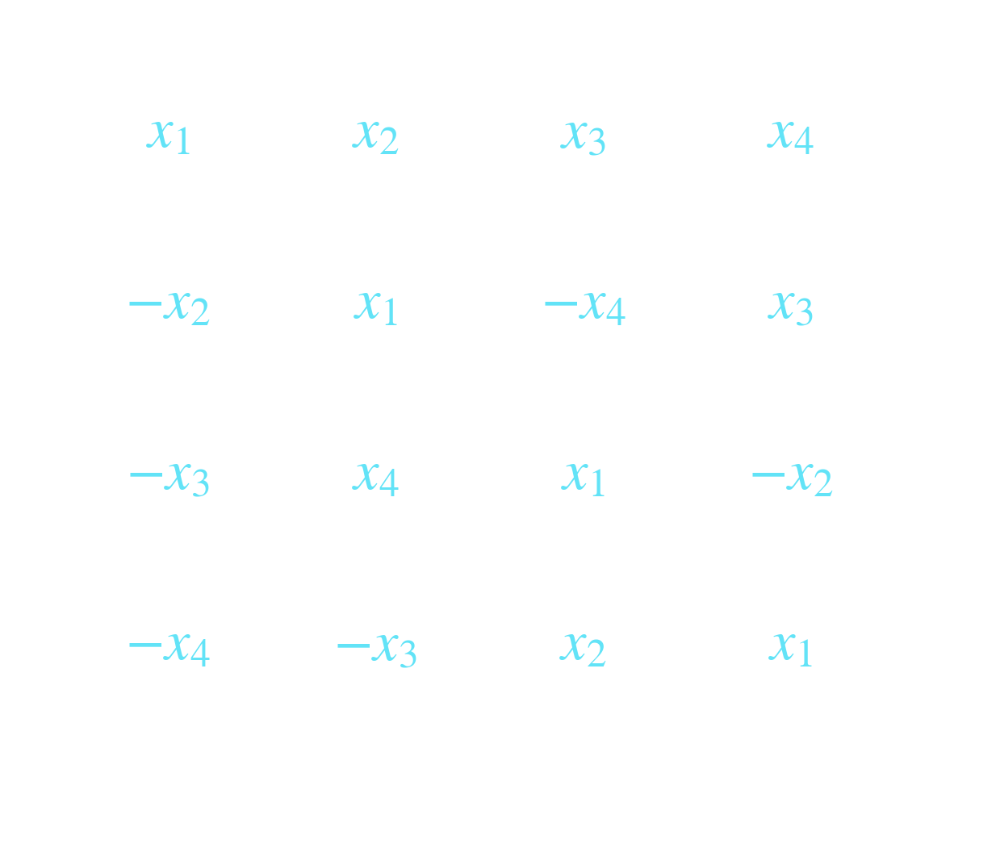 x₁ x₂ x₃ x₄
−x₂ x₁ −x₄ x₃
−x₃ x₄ x₁ −x₂
−x₄ −x₃ x₂ x₁